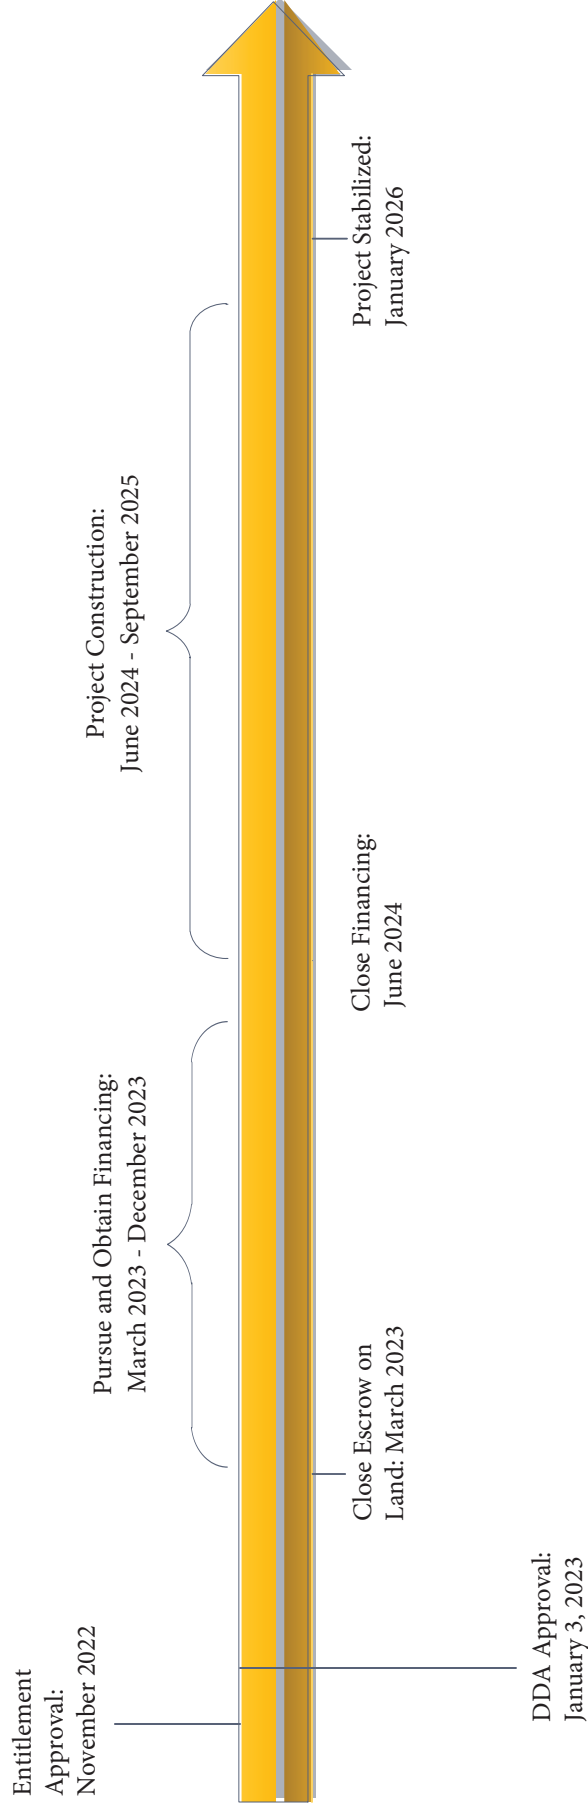 Entitlement
Approval:
November 2022
DDA Approval:
January 3, 2023
Close Escrow on
Land: March 2023
Pursue and Obtain Financing:
March 2023 - December 2023
Close Financing:
June 2024
Project Construction:
June 2024 - September 2025
Project Stabilized:
January 2026